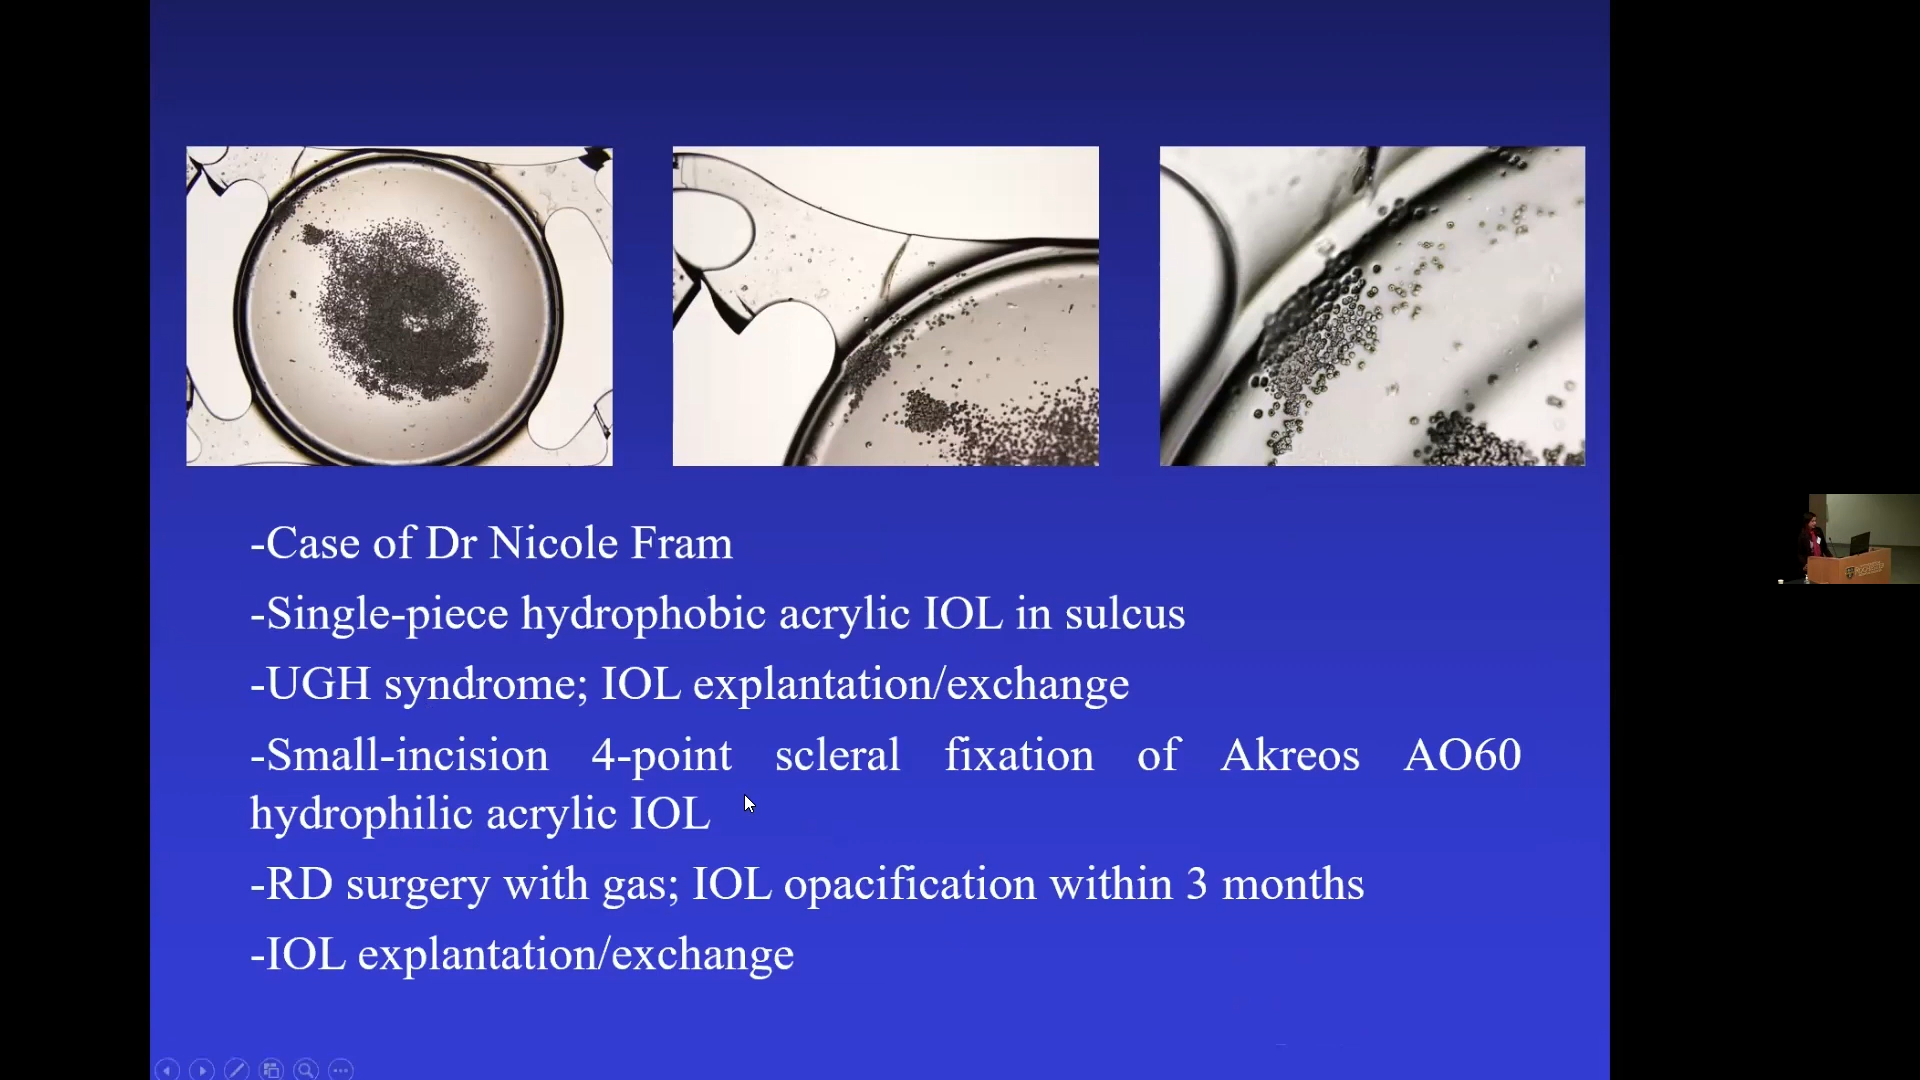 -Case of Dr Nicole Fram
-Single-piece hydrophobic acrylic IOL in sulcus
-UGH syndrome; IOL explantation/exchange
-Small-incision 4-point scleral fixation of Akreos AO60
hydrophilic acrylic IOL
-RD surgery with gas; IOL opacification within 3 months
-IOL explantation/exchange